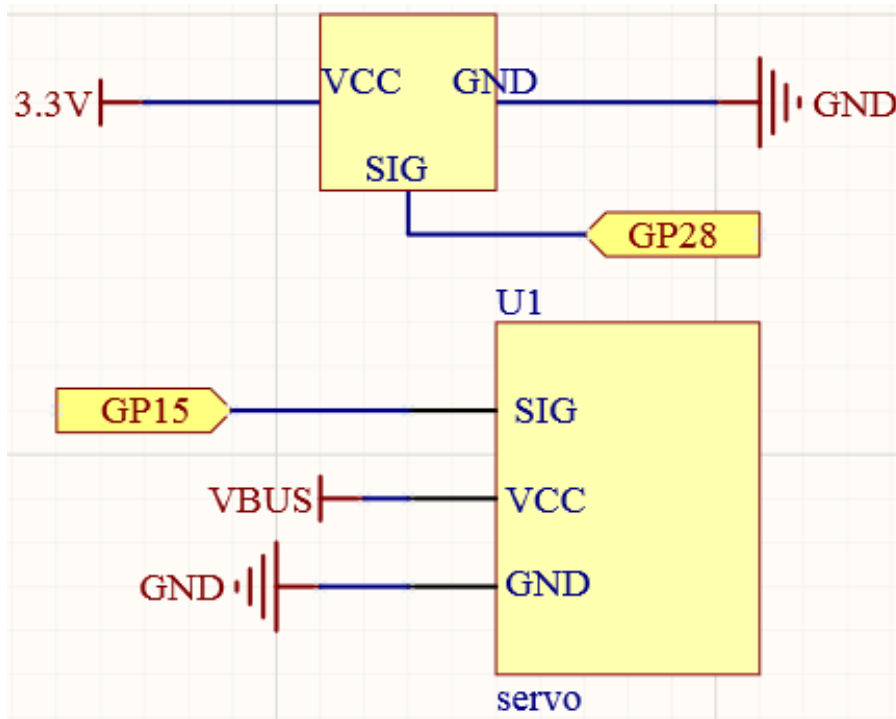 3.3V VCC GND GND
SIG
GP28
U1
GP15 SIG
VBUS VCC
GND GND
servo